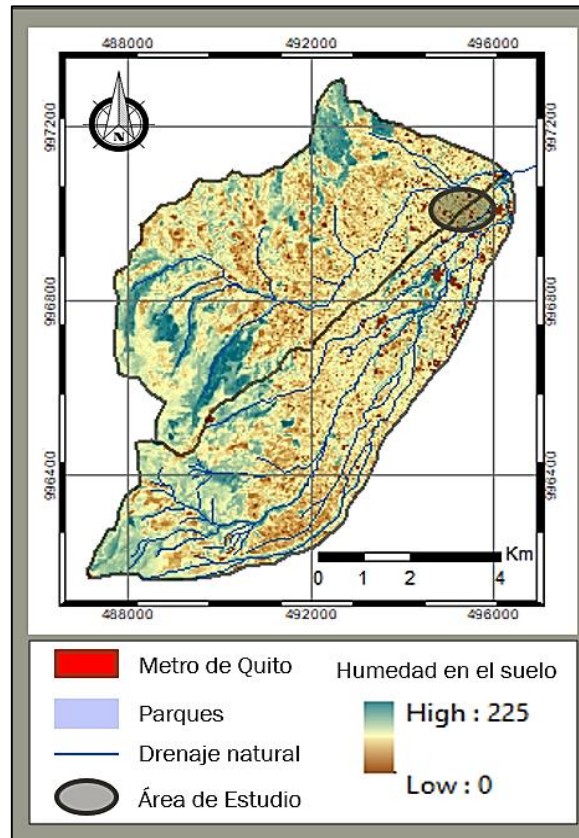 488000 492000 496000
997200 997200
996800 996800
996400 996400
N
Km
0 1 2 4
488000 492000 496000
Metro de Quito
Humedad en el suelo
Parques
High : 225
Drenaje natural
Low : 0
Área de Estudio